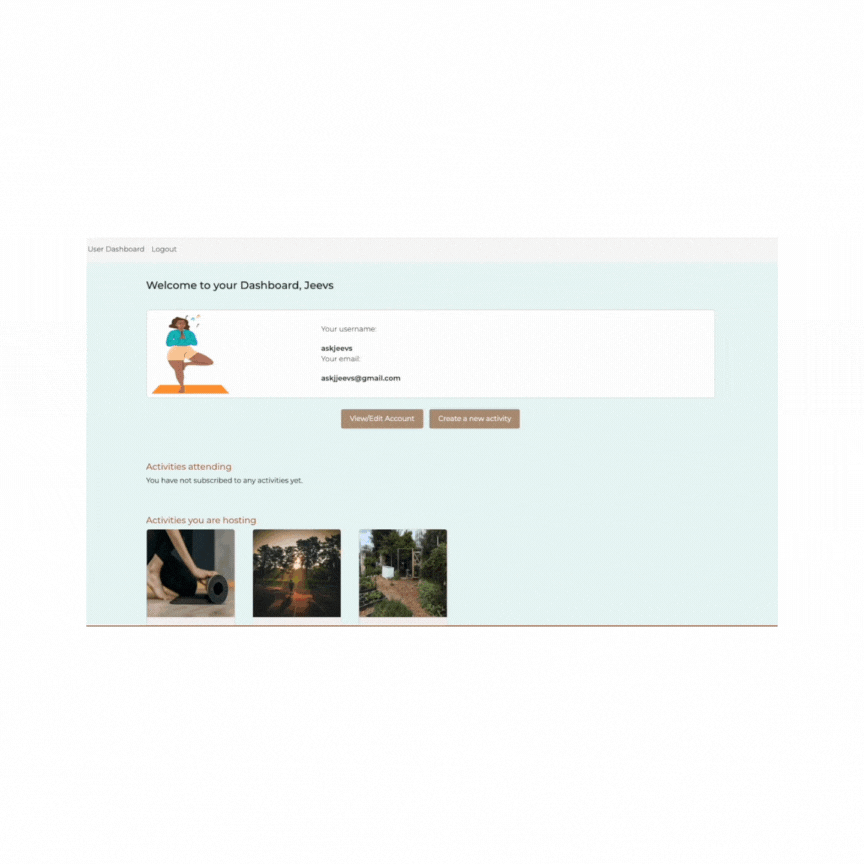 User Dashboard Logout
Welcome to your Dashboard, Jeevs
Your username:
askjeevs
Your email:
askjjeevs@gmail.com
View/Edit Account Create a new activity
Activities attending
You have not subscribed to any activities yet.
Activities you are hosting